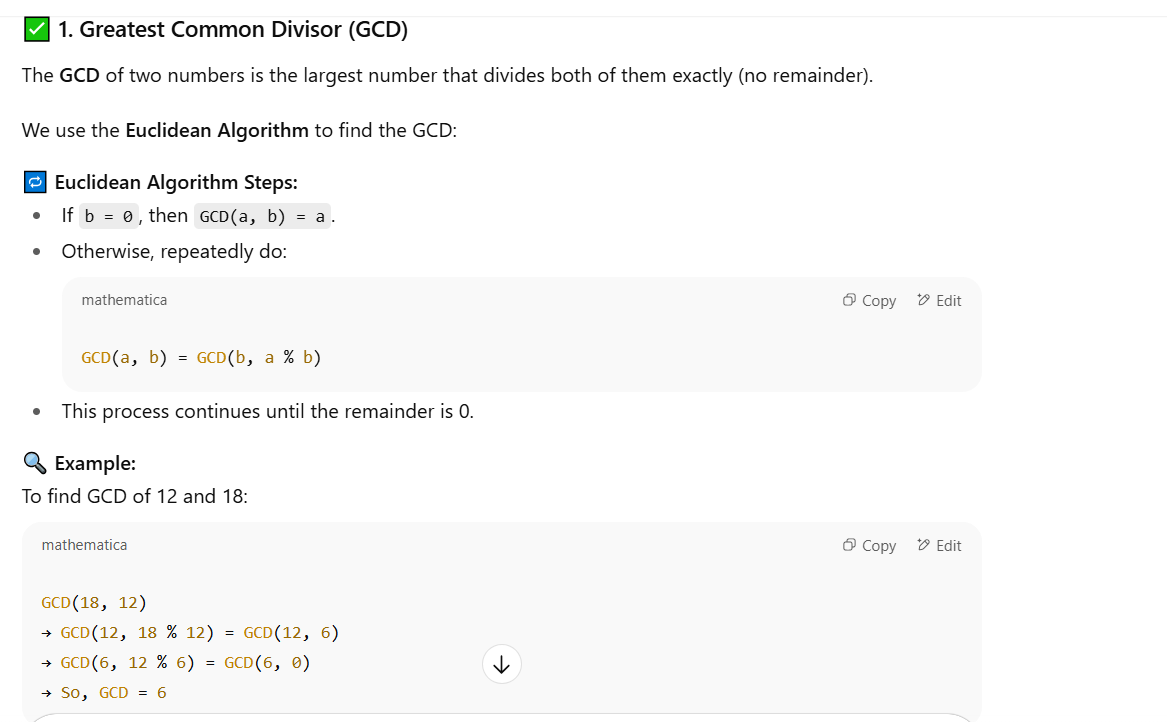 ✅ 1. Greatest Common Divisor (GCD)
The GCD of two numbers is the largest number that divides both of them exactly (no remainder).
We use the Euclidean Algorithm to find the GCD:
🔁 Euclidean Algorithm Steps:
• If b = 0, then GCD(a, b) = a.
• Otherwise, repeatedly do:
mathematica Copy Edit
GCD(a, b) = GCD(b, a % b)
• This process continues until the remainder is 0.
🔍 Example:
To find GCD of 12 and 18:
mathematica Copy Edit
GCD(18, 12)
→ GCD(12, 18 % 12) = GCD(12, 6)
→ GCD(6, 12 % 6) = GCD(6, 0)
→ So, GCD = 6